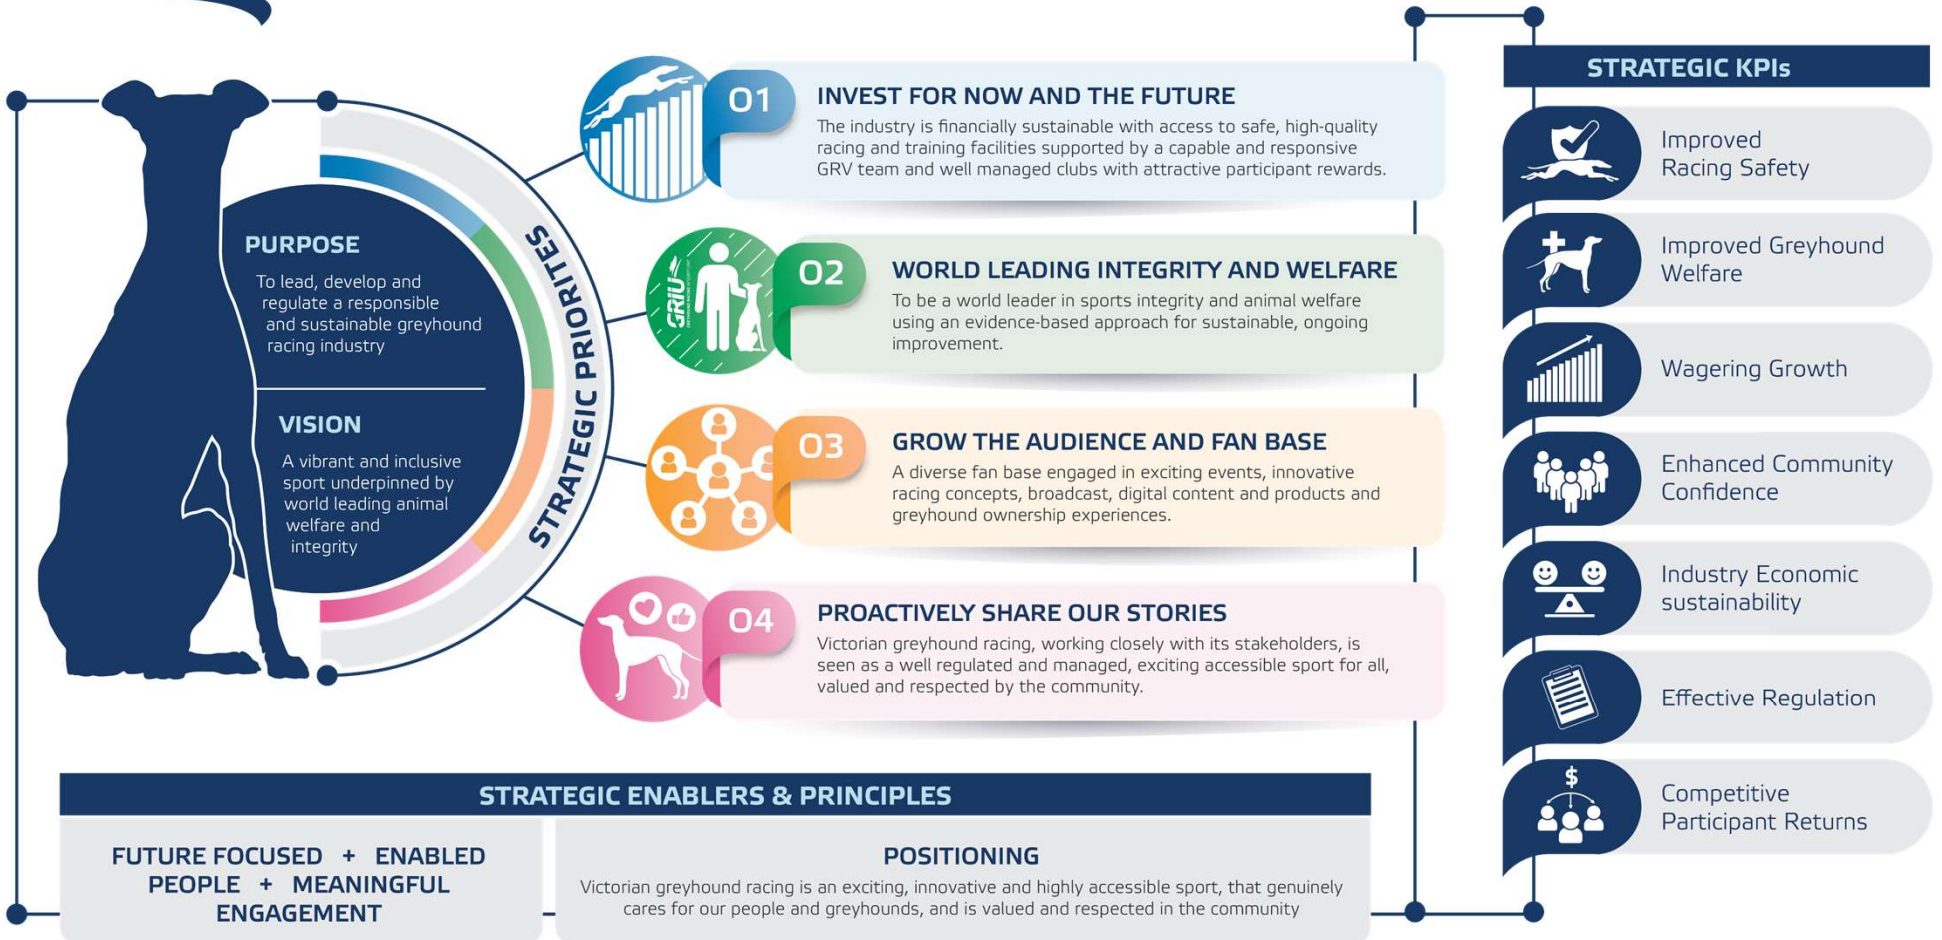 PURPOSE
To lead, develop and
regulate a responsible
and sustainable greyhound
racing industry
VISION
A vibrant and inclusive
sport underpinned by
world leading animal
welfare and
integrity
STRATEGIC PRIORITIES
01
INVEST FOR NOW AND THE FUTURE
The industry is financially sustainable with access to safe, high-quality
racing and training facilities supported by a capable and responsive
GRV team and well managed clubs with attractive participant rewards.
GRIU
02
WORLD LEADING INTEGRITY AND WELFARE
To be a world leader in sports integrity and animal welfare
using an evidence-based approach for sustainable, ongoing
improvement.
03
GROW THE AUDIENCE AND FAN BASE
A diverse fan base engaged in exciting events, innovative
racing concepts, broadcast, digital content and products and
greyhound ownership experiences.
04
PROACTIVELY SHARE OUR STORIES
Victorian greyhound racing, working closely with its stakeholders, is
seen as a well regulated and managed, exciting accessible sport for all,
valued and respected by the community.
STRATEGIC ENABLERS & PRINCIPLES
FUTURE FOCUSED + ENABLED
PEOPLE + MEANINGFUL
ENGAGEMENT
POSITIONING
Victorian greyhound racing is an exciting, innovative and highly accessible sport, that genuinely
cares for our people and greyhounds, and is valued and respected in the community
STRATEGIC KPIs
Improved
Racing Safety
Improved Greyhound
Welfare
Wagering Growth
Enhanced Community
Confidence
Industry Economic
sustainability
Effective Regulation
$
Competitive
Participant Returns